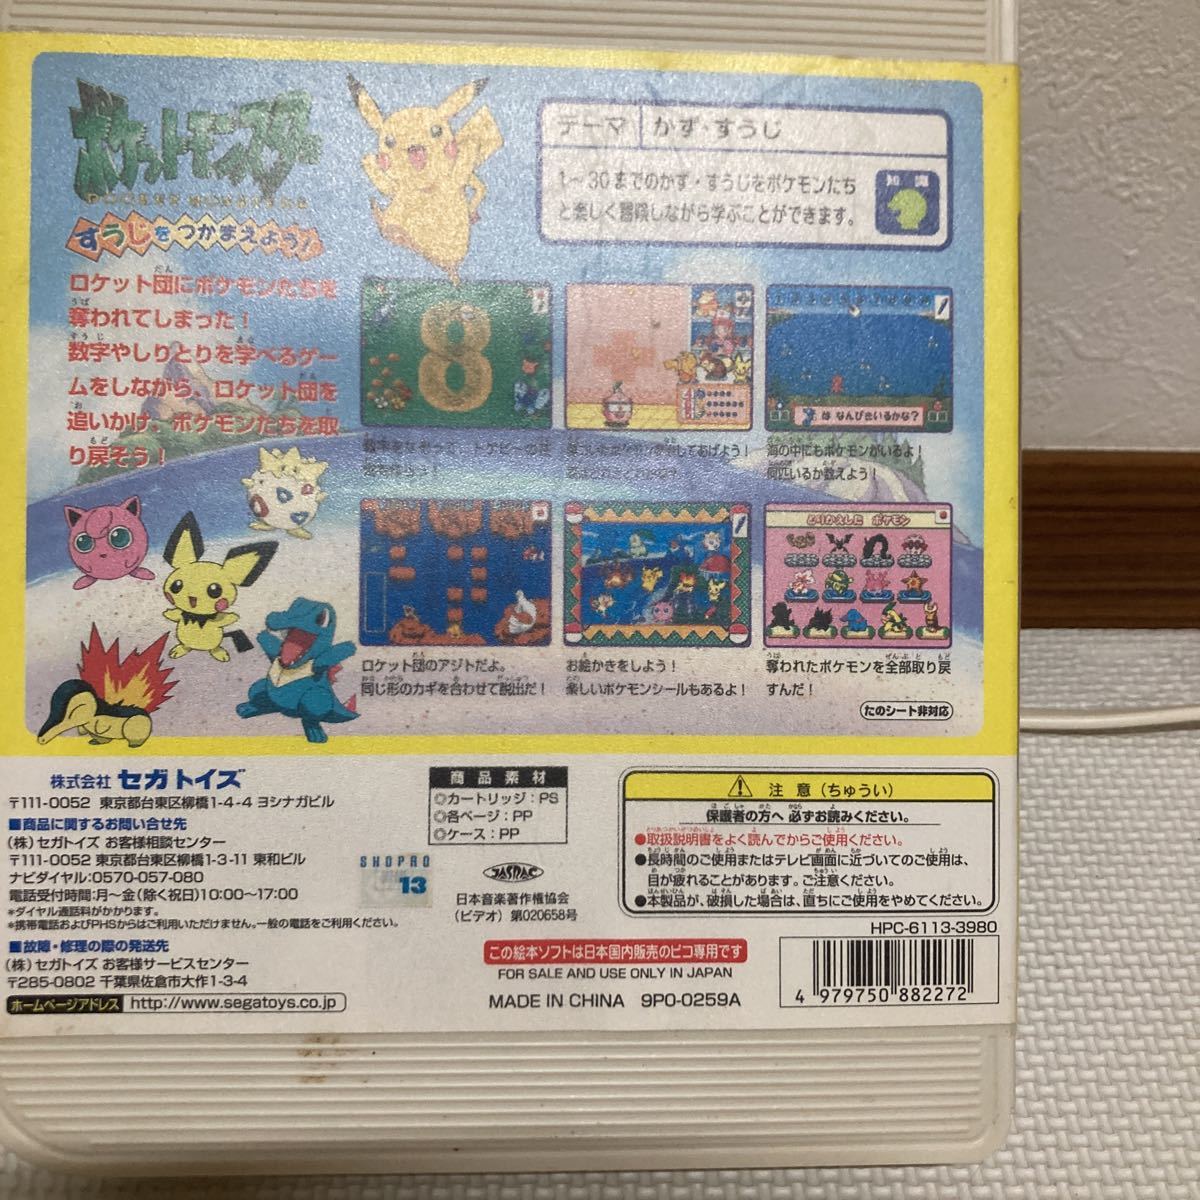 ポケットモンスター
POCKET MONSTERS
すうじをつかまえよう!
テーマ かず・すうじ
1～30までのかず・すうじをポケモンたち
と楽しく冒険しながら学ぶことができます。
知識
ロケット団にポケモンたちを
奪われてしまった!
数字やしりとりを学べるゲー
ムをしながら、ロケット団を
追いかけ、ポケモンたちを取
り戻そう!
8
は なんびきいるかな?
海の中にもポケモンがいるよ!
何匹いるか数えよう!
とりかえした ポケモン
ロケット団のアジトだよ。
同じ形のカギを合わせて脱出だ!
お絵かきをしよう!
楽しいポケモンシールもあるよ!
奪われたポケモンを全部取り戻
すんだ!
たのシート非対応
株式会社 セガトイズ
〒111-0052 東京都台東区柳橋1-4-4 ヨシナガビル
■商品に関するお問い合せ先
(株) セガトイズ お客様相談センター
〒111-0052 東京都台東区柳橋1-3-11 東和ビル
ナビダイヤル:0570-057-080
電話受付時間:月～金(除く祝日)10:00～17:00
*ダイヤル通話料がかかります。
*携帯電話およびPHSからはご利用いただけません。一般の電話をご利用ください。
■故障・修理の際の発送先
(株) セガトイズ お客様サービスセンター
〒285-0802 千葉県佐倉市大作1-3-4
ホームページアドレス http://www.segatoys.co.jp/
商品素材
◎カートリッジ:PS
◎各ページ:PP
◎ケース:PP
SHOPRO
13
JASRAC
日本音楽著作権協会
(ビデオ) 第020658号
注意(ちゅうい)
保護者の方へ 必ずお読みください。
●取扱説明書をよく読んでからご使用ください。
●長時間のご使用またはテレビ画面に近づいてのご使用は、
目が疲れることがあります。ご注意ください。
●本製品が、破損した場合は、直ちにご使用をやめてください。
HPC-6113-3980
この絵本ソフトは日本国内販売のピコ専用です
FOR SALE AND USE ONLY IN JAPAN
MADE IN CHINA 9P0-0259A
4 979750 882272